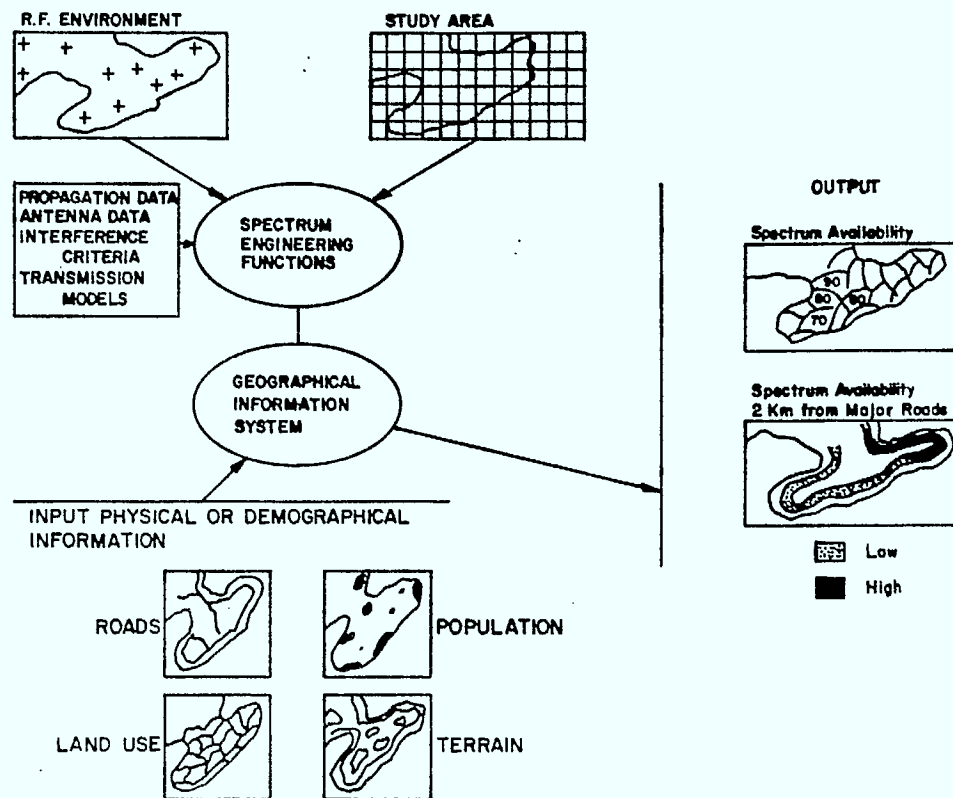 R.F. ENVIRONMENT
STUDY AREA
PROPAGATION DATA
ANTENNA DATA
INTERFERENCE
CRITERIA
TRANSMISSION
MODELS
SPECTRUM
ENGINEERING
FUNCTIONS
GEOGRAPHICAL
INFORMATION
SYSTEM
INPUT PHYSICAL OR DEMOGRAPHICAL
INFORMATION
ROADS
POPULATION
LAND USE
TERRAIN
OUTPUT
Spectrum Availability
90
80 90
70
Spectrum Availability
2 Km from Major Roads
Low
High